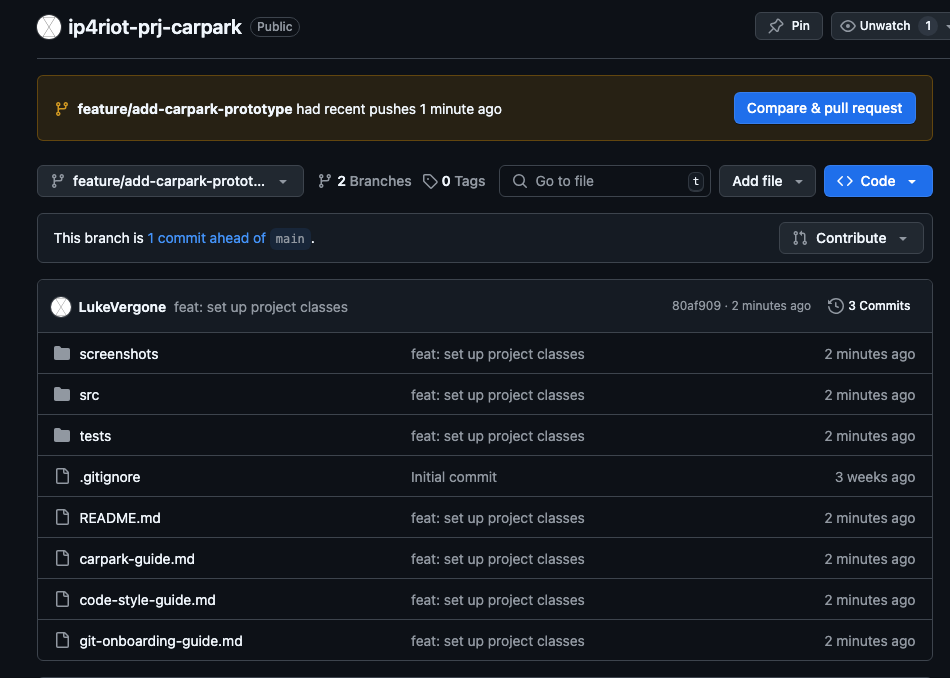 ip4riot-prj-carpark Public Pin Unwatch 1
feature/add-carpark-prototype had recent pushes 1 minute ago Compare & pull request
feature/add-carpark-protot... 2 Branches 0 Tags Go to file t Add file <> Code
This branch is 1 commit ahead of main . Contribute
LukeVergone feat: set up project classes 80af909 · 2 minutes ago 3 Commits
screenshots feat: set up project classes 2 minutes ago
src feat: set up project classes 2 minutes ago
tests feat: set up project classes 2 minutes ago
.gitignore Initial commit 3 weeks ago
README.md feat: set up project classes 2 minutes ago
carpark-guide.md feat: set up project classes 2 minutes ago
code-style-guide.md feat: set up project classes 2 minutes ago
git-onboarding-guide.md feat: set up project classes 2 minutes ago